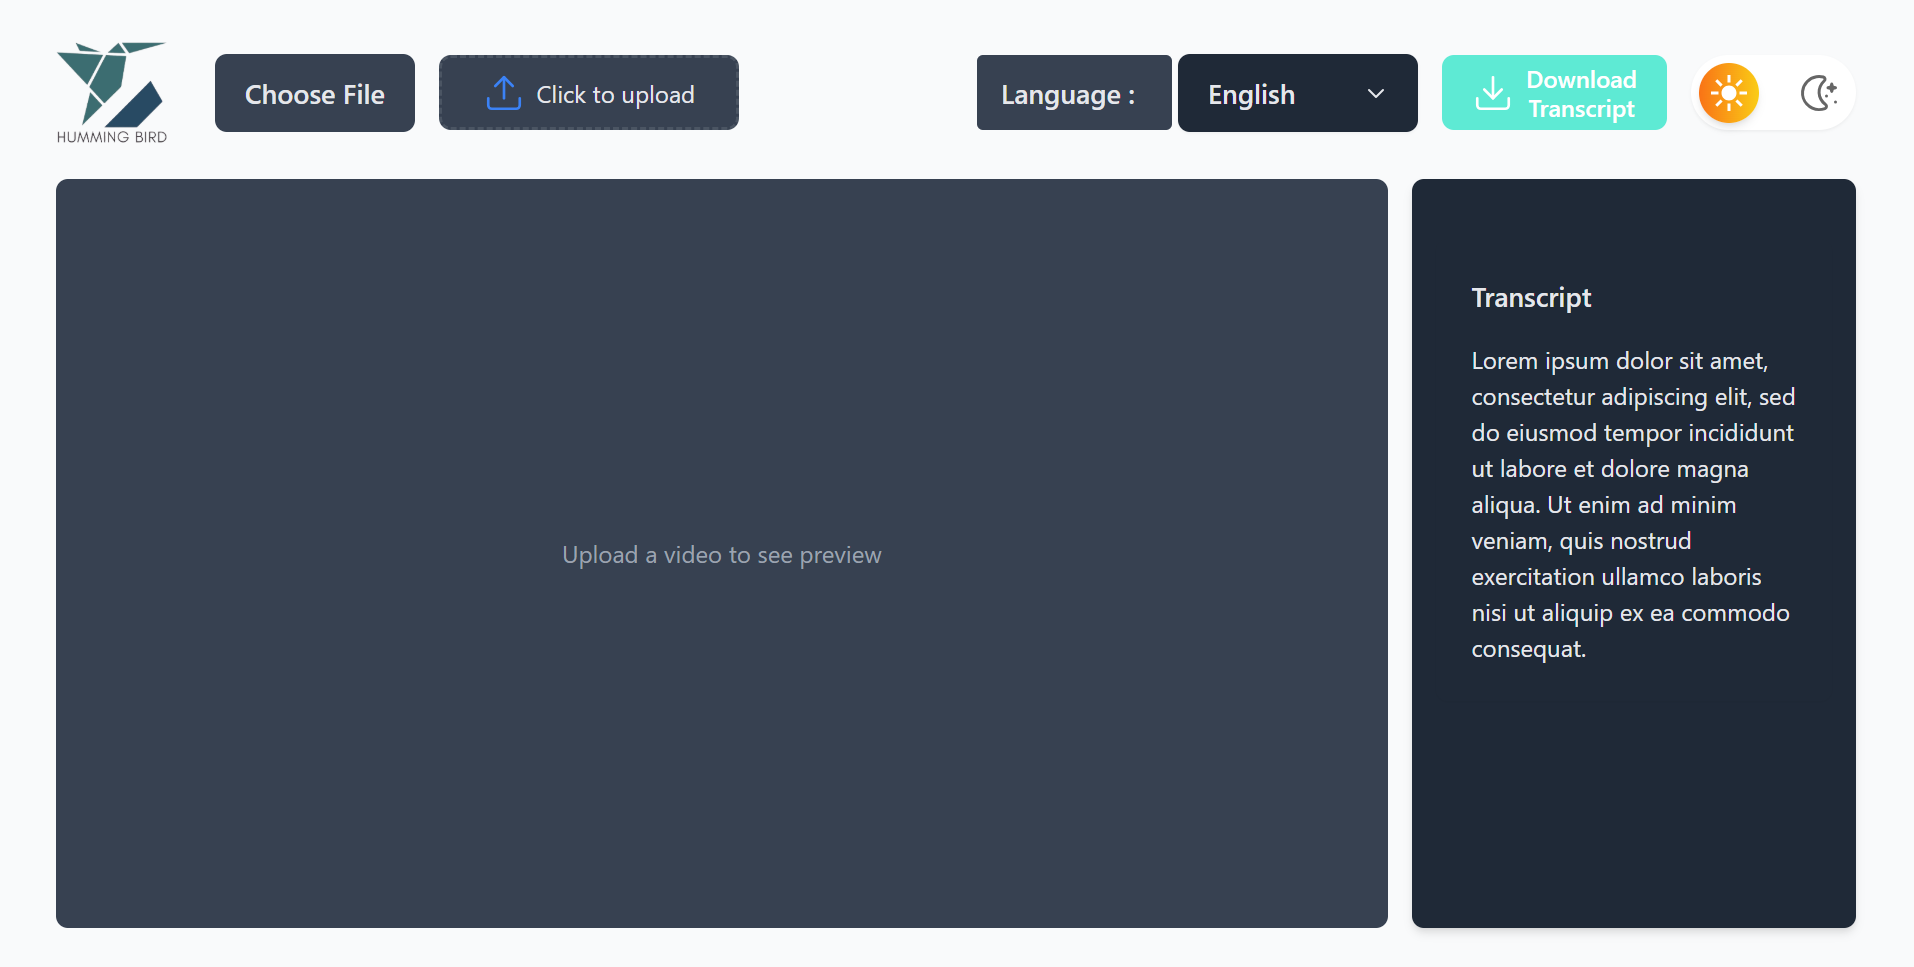 HUMMING BIRD
Choose File
Click to upload
Language :
English
Download
Transcript
Upload a video to see preview
Transcript
Lorem ipsum dolor sit amet,
consectetur adipiscing elit, sed
do eiusmod tempor incididunt
ut labore et dolore magna
aliqua. Ut enim ad minim
veniam, quis nostrud
exercitation ullamco laboris
nisi ut aliquip ex ea commodo
consequat.